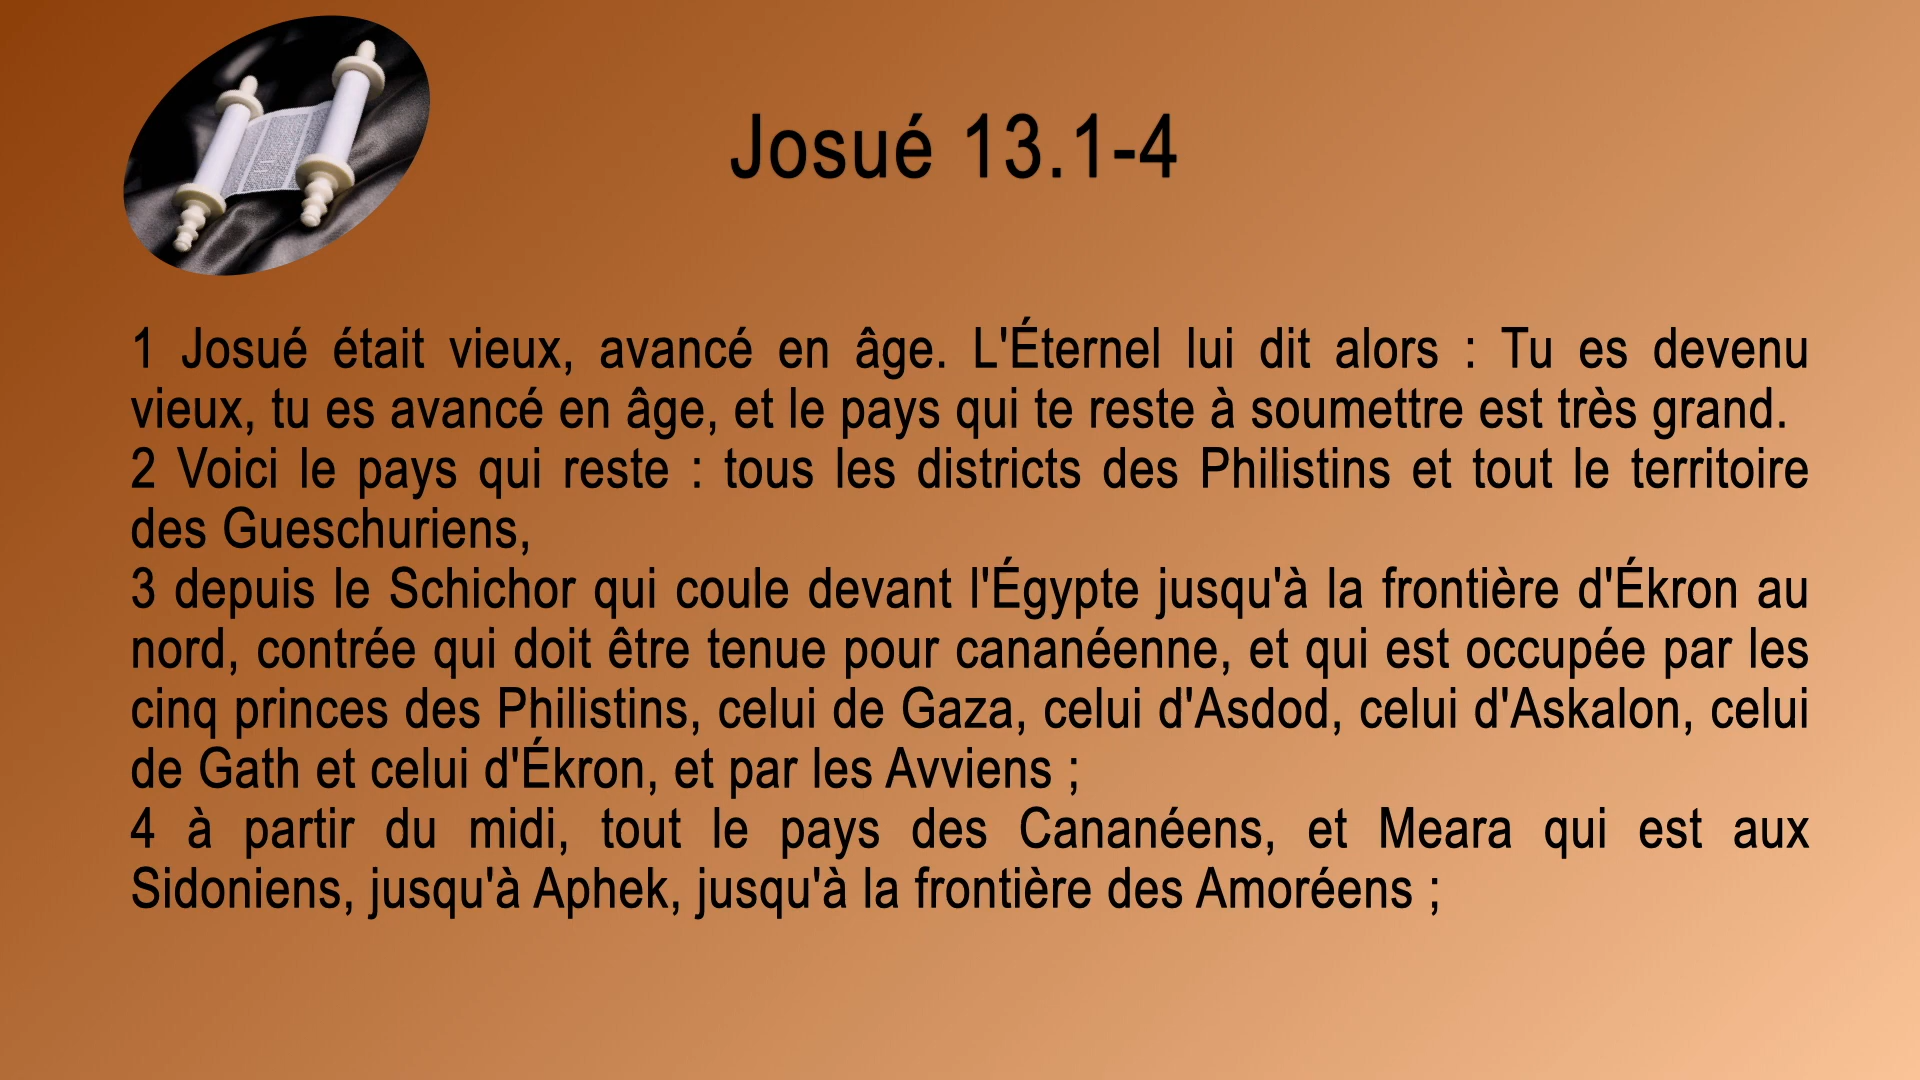 Josué 13.1-4
1 Josué était vieux, avancé en âge. L'Éternel lui dit alors : Tu es devenu
vieux, tu es avancé en âge, et le pays qui te reste à soumettre est très grand.
2 Voici le pays qui reste : tous les districts des Philistins et tout le territoire
des Gueschuriens,
3 depuis le Schichor qui coule devant l'Égypte jusqu'à la frontière d'Ékron au
nord, contrée qui doit être tenue pour cananéenne, et qui est occupée par les
cinq princes des Philistins, celui de Gaza, celui d'Asdod, celui d'Askalon, celui
de Gath et celui d'Ékron, et par les Avviens ;
4 à partir du midi, tout le pays des Cananéens, et Meara qui est aux
Sidoniens, jusqu'à Aphek, jusqu'à la frontière des Amoréens ;